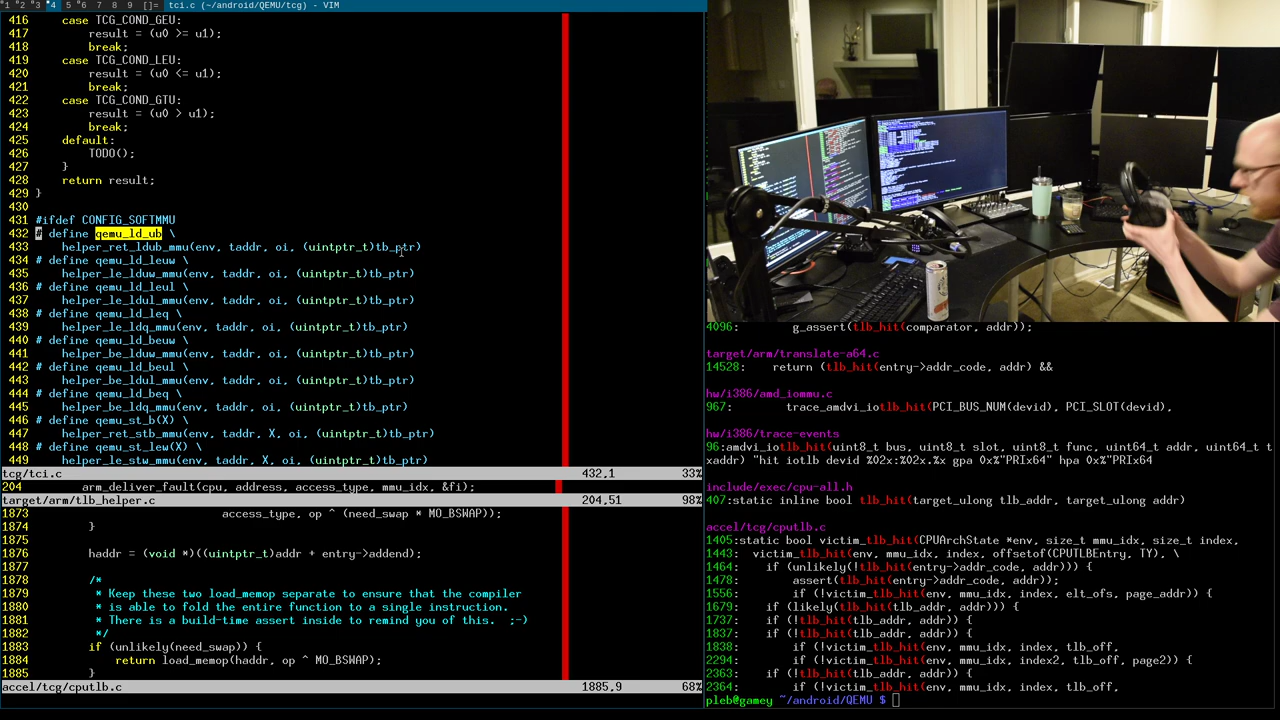 1 2 3 4 5 6 7 8 9 []= tci.c (~/android/QEMU/tcg) - VIM
416     case TCG_COND_GEU:
417         result = (u0 >= u1);
418         break;
419     case TCG_COND_LEU:
420         result = (u0 <= u1);
421         break;
422     case TCG_COND_GTU:
423         result = (u0 > u1);
424         break;
425     default:
426         TODO();
427     }
428     return result;
429 }
430
431 #ifdef CONFIG_SOFTMMU
432 # define qemu_ld_ub \
433     helper_ret_ldub_mmu(env, taddr, oi, (uintptr_t)tb_ptr)
434 # define qemu_ld_leuw \
435     helper_le_lduw_mmu(env, taddr, oi, (uintptr_t)tb_ptr)
436 # define qemu_ld_leul \
437     helper_le_ldul_mmu(env, taddr, oi, (uintptr_t)tb_ptr)
438 # define qemu_ld_leq \
439     helper_le_ldq_mmu(env, taddr, oi, (uintptr_t)tb_ptr)
440 # define qemu_ld_beuw \
441     helper_be_lduw_mmu(env, taddr, oi, (uintptr_t)tb_ptr)
442 # define qemu_ld_beul \
443     helper_be_ldul_mmu(env, taddr, oi, (uintptr_t)tb_ptr)
444 # define qemu_ld_beq \
445     helper_be_ldq_mmu(env, taddr, oi, (uintptr_t)tb_ptr)
446 # define qemu_st_b(X) \
447     helper_ret_stb_mmu(env, taddr, X, oi, (uintptr_t)tb_ptr)
448 # define qemu_st_lew(X) \
449     helper_le_stw_mmu(env, taddr, X, oi, (uintptr_t)tb_ptr)
tcg/tci.c 432,1 33%
204     arm_deliver_fault(cpu, address, access_type, mmu_idx, &fi);
target/arm/tlb_helper.c 204,51 98%
1873                             access_type, op ^ (need_swap * MO_BSWAP));
1874         }
1875
1876         haddr = (void *)((uintptr_t)addr + entry->addend);
1877
1878         /*
1879          * Keep these two load_memop separate to ensure that the compiler
1880          * is able to fold the entire function to a single instruction.
1881          * There is a build-time assert inside to remind you of this.  ;-)
1882          */
1883         if (unlikely(need_swap)) {
1884             return load_memop(haddr, op ^ MO_BSWAP);
1885         }
accel/tcg/cputlb.c 1885,9 68%
4096:        g_assert(tlb_hit(comparator, addr));
target/arm/translate-a64.c
14528:    return (tlb_hit(entry->addr_code, addr) &&
hw/i386/amd_iommu.c
967:        trace_amdvi_iotlb_hit(PCI_BUS_NUM(devid), PCI_SLOT(devid),
hw/i386/trace-events
96:amdvi_iotlb_hit(uint8_t bus, uint8_t slot, uint8_t func, uint64_t addr, uint64_t t
xaddr) "hit iotlb devid %02x:%02x.%x gpa 0x%"PRIx64" hpa 0x%"PRIx64
include/exec/cpu-all.h
407:static inline bool tlb_hit(target_ulong tlb_addr, target_ulong addr)
accel/tcg/cputlb.c
1405:static bool victim_tlb_hit(CPUArchState *env, size_t mmu_idx, size_t index,
1443:  victim_tlb_hit(env, mmu_idx, index, offsetof(CPUTLBEntry, TY), \
1464:    if (unlikely(!tlb_hit(entry->addr_code, addr))) {
1478:        assert(tlb_hit(entry->addr_code, addr));
1556:        if (!victim_tlb_hit(env, mmu_idx, index, elt_ofs, page_addr)) {
1679:    if (likely(tlb_hit(tlb_addr, addr))) {
1737:    if (!tlb_hit(tlb_addr, addr)) {
1837:    if (!tlb_hit(tlb_addr, addr)) {
1838:        if (!victim_tlb_hit(env, mmu_idx, index, tlb_off,
2294:        if (!victim_tlb_hit(env, mmu_idx, index2, tlb_off, page2)) {
2363:    if (!tlb_hit(tlb_addr, addr)) {
2364:        if (!victim_tlb_hit(env, mmu_idx, index, tlb_off,
pleb@gamey ~/android/QEMU $